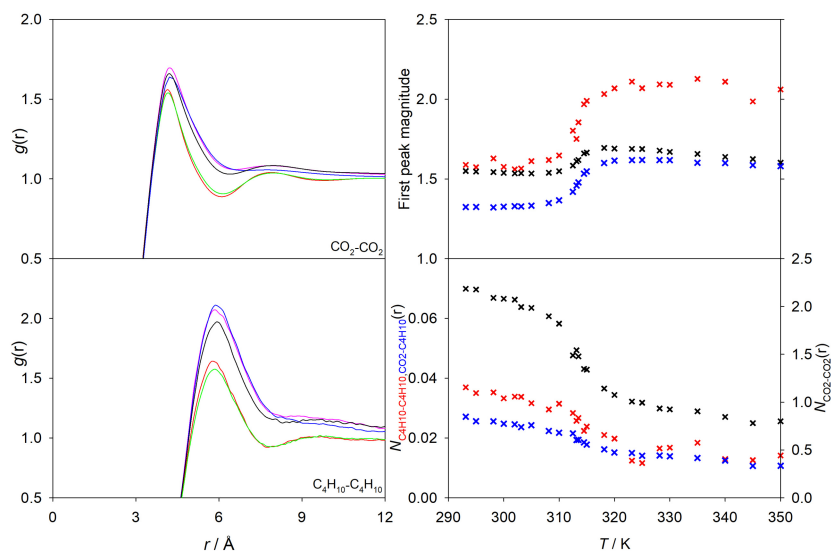 2.0
1.5
1.0
0.5
g(r)
CO2-CO2
2.0
1.5
1.0
0.5
g(r)
C4H10-C4H10
0 3 6 9 12
r / Å
2.0
1.5
1.0
First peak magnitude
0.06
0.04
0.02
0.00
NC4H10-C4H10,CO2-C4H10(r)
2.5
2.0
1.5
1.0
0.5
0.0
NCO2-CO2(r)
290 300 310 320 330 340 350
T / K